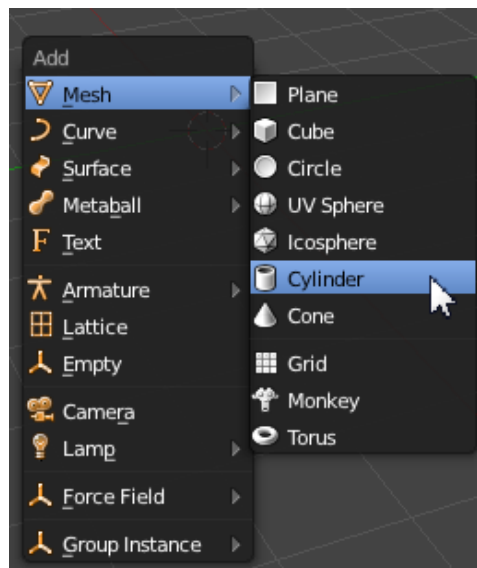 Add
Mesh
Curve
Surface
Metaball
Text
Armature
Lattice
Empty
Camera
Lamp
Force Field
Group Instance
Plane
Cube
Circle
UV Sphere
Icosphere
Cylinder
Cone
Grid
Monkey
Torus